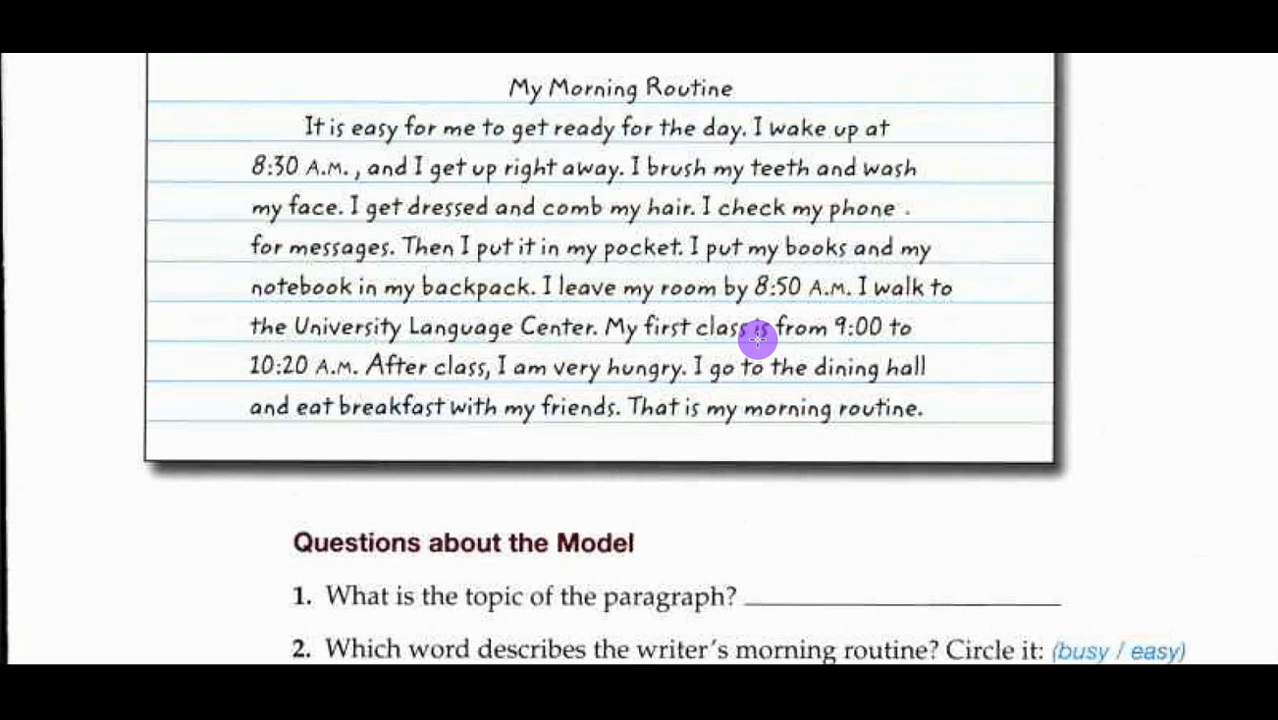 My Morning Routine
It is easy for me to get ready for the day. I wake up at
8:30 A.M., and I get up right away. I brush my teeth and wash
my face. I get dressed and comb my hair. I check my phone .
for messages. Then I put it in my pocket. I put my books and my
notebook in my backpack. I leave my room by 8:50 A.M. I walk to
the University Language Center. My first class is from 9:00 to
10:20 A.M. After class, I am very hungry. I go to the dining hall
and eat breakfast with my friends. That is my morning routine.
Questions about the Model
1. What is the topic of the paragraph?
2. Which word describes the writer's morning routine? Circle it: (busy / easy)